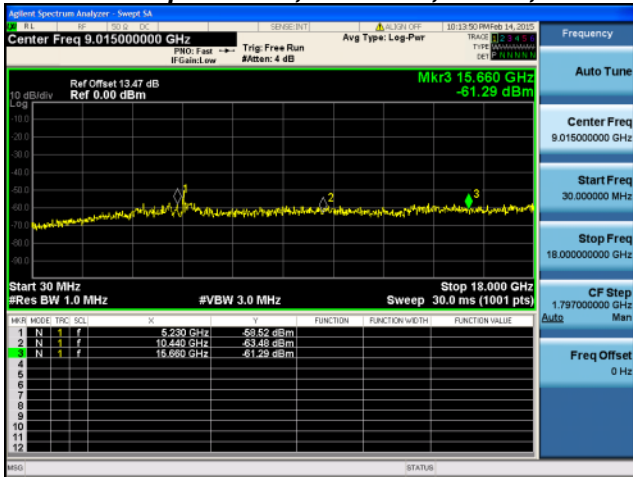 Agilent Spectrum Analyzer - Swept SA
RL RF 50 Ω DC SENSE:INT ALIGN OFF 10:13:50 PM Feb 14, 2015
Center Freq 9.015000000 GHz
PNO: Fast
IFGain:Low
Trig: Free Run
#Atten: 4 dB
Avg Type: Log-Pwr
TRACE 1 2 3 4 5 6
TYPE
DET P N N N N N
Ref Offset 13.47 dB
10 dB/div Ref 0.00 dBm
Log
Mkr3 15.660 GHz
-61.29 dBm
-10.0
-20.0
-30.0
-40.0
-50.0
-60.0
-70.0
-80.0
-90.0
1
2
3
Start 30 MHz
Stop 18.000 GHz
#Res BW 1.0 MHz #VBW 3.0 MHz Sweep 30.0 ms (1001 pts)
MKR MODE TRC SCL X Y FUNCTION FUNCTION WIDTH FUNCTION VALUE
1 N 1 f 5.230 GHz -58.52 dBm
2 N 1 f 10.440 GHz -63.48 dBm
3 N 1 f 15.660 GHz -61.29 dBm
4
5
6
7
8
9
10
11
12
MSG STATUS
Frequency
Auto Tune
Center Freq
9.015000000 GHz
Start Freq
30.000000 MHz
Stop Freq
18.000000000 GHz
CF Step
1.797000000 GHz
Auto Man
Freq Offset
0 Hz